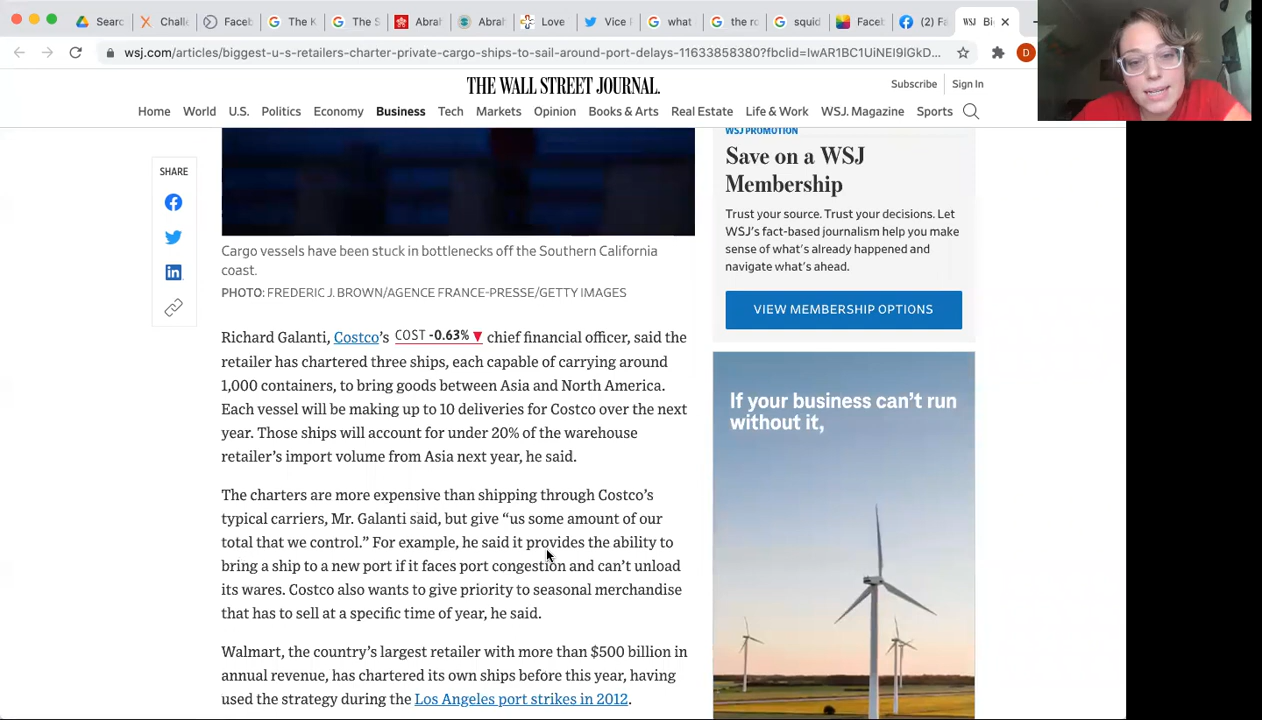 Searc
Challe
Faceb
The K
The S
Abrah
Abrah
Love
Vice
what
the ro
squid
Faceb
(2) Fa
WSJ Bi
wsj.com/articles/biggest-u-s-retailers-charter-private-cargo-ships-to-sail-around-port-delays-11633858380?fbclid=IwAR1BC1UiNEI9lGkD...
D
THE WALL STREET JOURNAL.
Subscribe
Sign In
Home World U.S. Politics Economy Business Tech Markets Opinion Books & Arts Real Estate Life & Work WSJ. Magazine Sports
SHARE
Cargo vessels have been stuck in bottlenecks off the Southern California
coast.
PHOTO: FREDERIC J. BROWN/AGENCE FRANCE-PRESSE/GETTY IMAGES
Richard Galanti, Costco's COST -0.63% ▼ chief financial officer, said the
retailer has chartered three ships, each capable of carrying around
1,000 containers, to bring goods between Asia and North America.
Each vessel will be making up to 10 deliveries for Costco over the next
year. Those ships will account for under 20% of the warehouse
retailer's import volume from Asia next year, he said.
The charters are more expensive than shipping through Costco's
typical carriers, Mr. Galanti said, but give “us some amount of our
total that we control.” For example, he said it provides the ability to
bring a ship to a new port if it faces port congestion and can't unload
its wares. Costco also wants to give priority to seasonal merchandise
that has to sell at a specific time of year, he said.
Walmart, the country's largest retailer with more than $500 billion in
annual revenue, has chartered its own ships before this year, having
used the strategy during the Los Angeles port strikes in 2012.
WSJ PROMOTION
Save on a WSJ
Membership
Trust your source. Trust your decisions. Let
WSJ's fact-based journalism help you make
sense of what's already happened and
navigate what's ahead.
VIEW MEMBERSHIP OPTIONS
If your business can't run
without it,